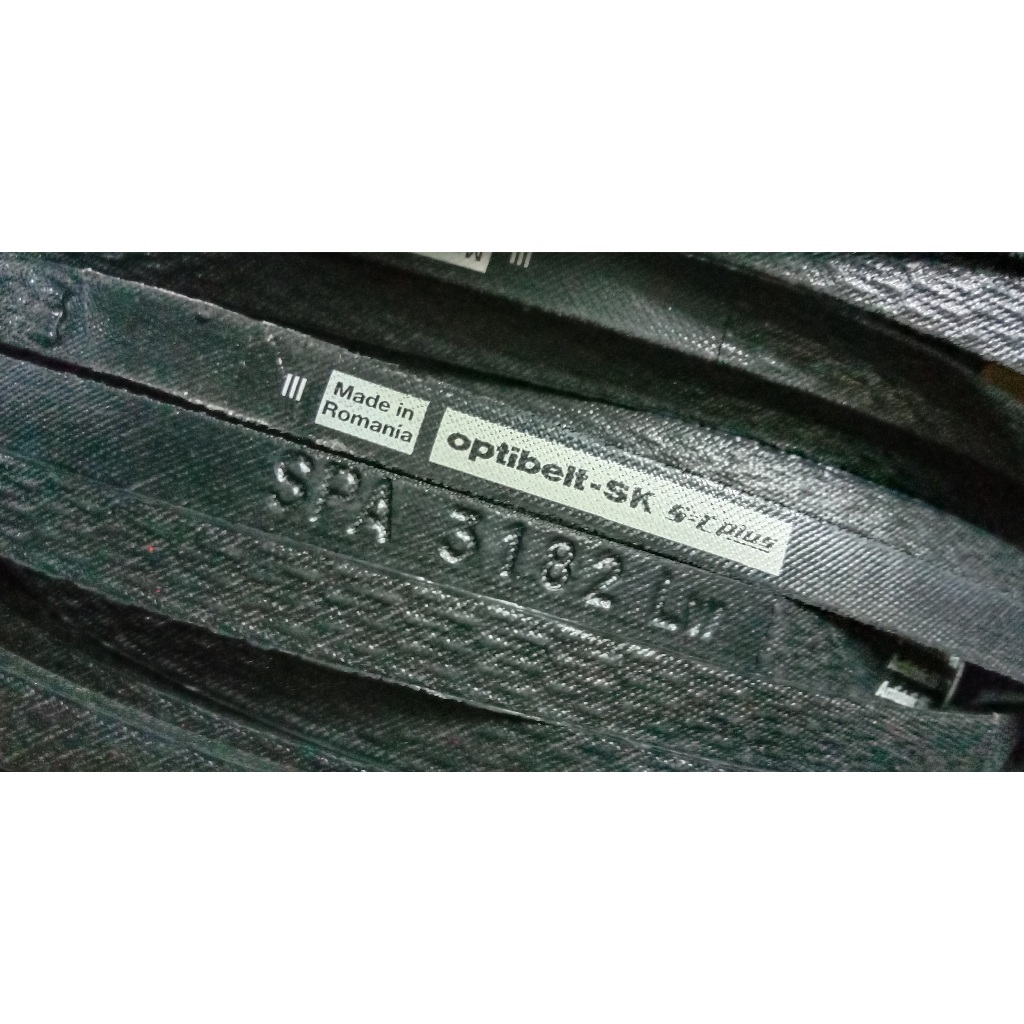 Made in
Romania
optibelt-SK S=C plus
SPA 3182 LW